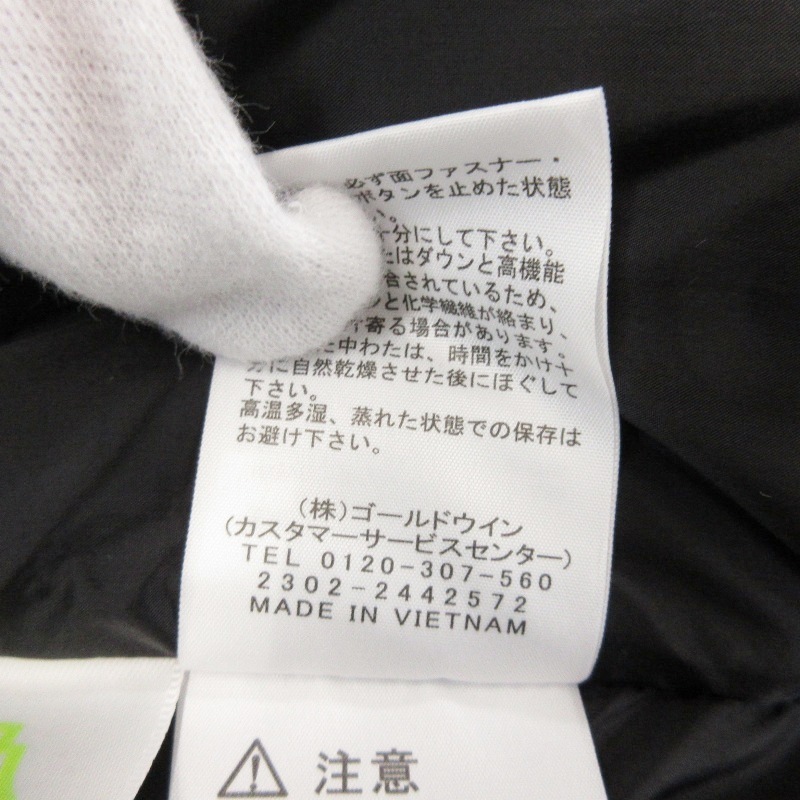 必ず面ファスナー・
ボタンを止めた状態
い。
十分にして下さい。
たはダウンと高機能
合されているため、
と化学繊維が絡まり、
寄る場合があります。
た中わたは、時間をかけ十
分に自然乾燥させた後にほぐして
下さい。
高温多湿、蒸れた状態での保存は
お避け下さい。
(株)ゴールドウイン
(カスタマーサービスセンター)
TEL 0120-307-560
2302-2442572
MADE IN VIETNAM
注意